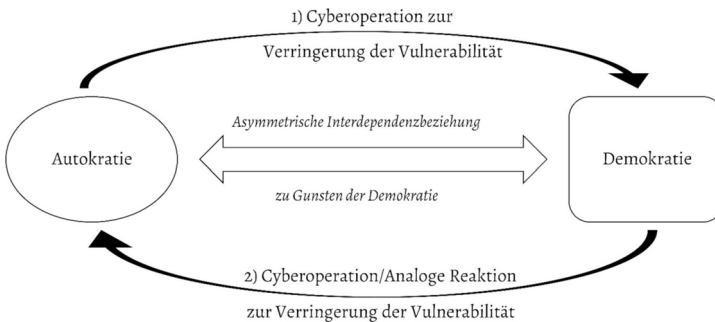 1) Cyberoperation zur
Verringerung der Vulnerabilität
Asymmetrische Interdependenzbeziehung
Autokratie
Demokratie
zu Gunsten der Demokratie
2) Cyberoperation/Analoge Reaktion
zur Verringerung der Vulnerabilität